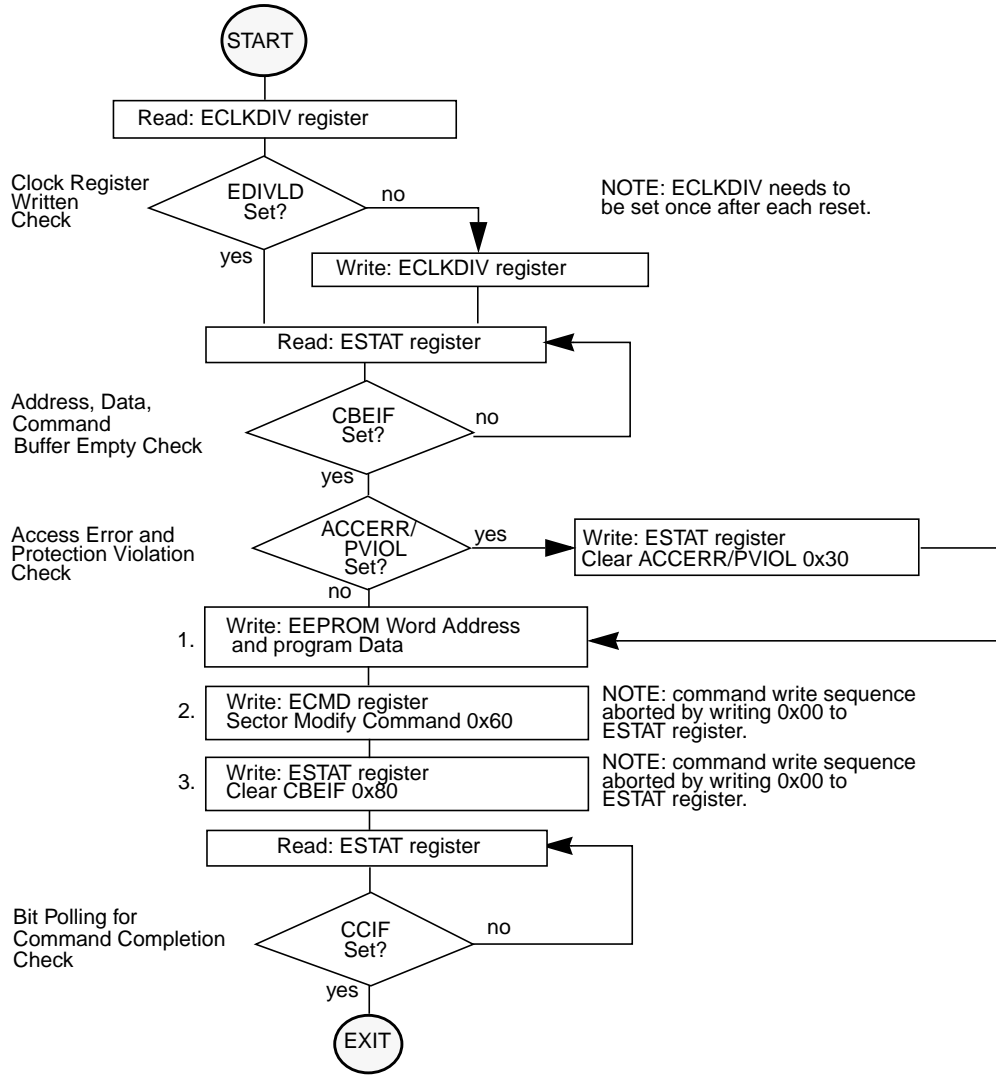 START
Read: ECLKDIV register
Clock Register
Written
Check
EDIVLD
Set?
no
yes
NOTE: ECLKDIV needs to
be set once after each reset.
Write: ECLKDIV register
Read: ESTAT register
Address, Data,
Command
Buffer Empty Check
CBEIF
Set?
no
yes
Access Error and
Protection Violation
Check
ACCERR/
PVIOL
Set?
yes
no
Write: ESTAT register
Clear ACCERR/PVIOL 0x30
1.
Write: EEPROM Word Address
and program Data
2.
Write: ECMD register
Sector Modify Command 0x60
NOTE: command write sequence
aborted by writing 0x00 to
ESTAT register.
3.
Write: ESTAT register
Clear CBEIF 0x80
NOTE: command write sequence
aborted by writing 0x00 to
ESTAT register.
Read: ESTAT register
Bit Polling for
Command Completion
Check
CCIF
Set?
no
yes
EXIT